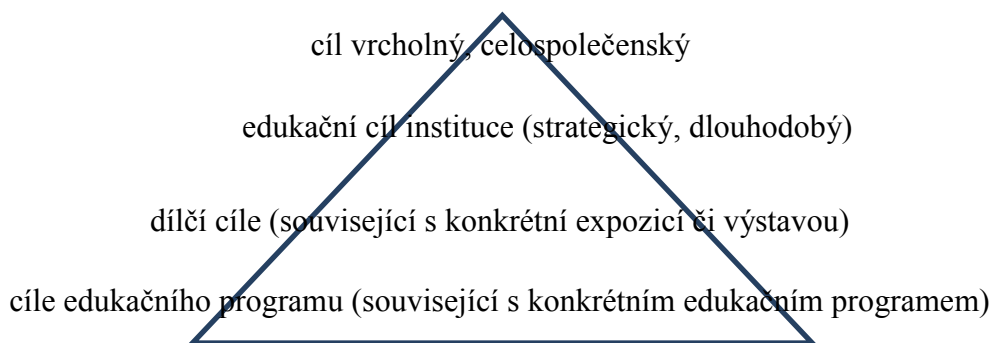 cíl vrcholný, celospolečenský
edukační cíl instituce (strategický, dlouhodobý)
dílčí cíle (související s konkrétní expozicí či výstavou)
cíle edukačního programu (související s konkrétním edukačním programem)